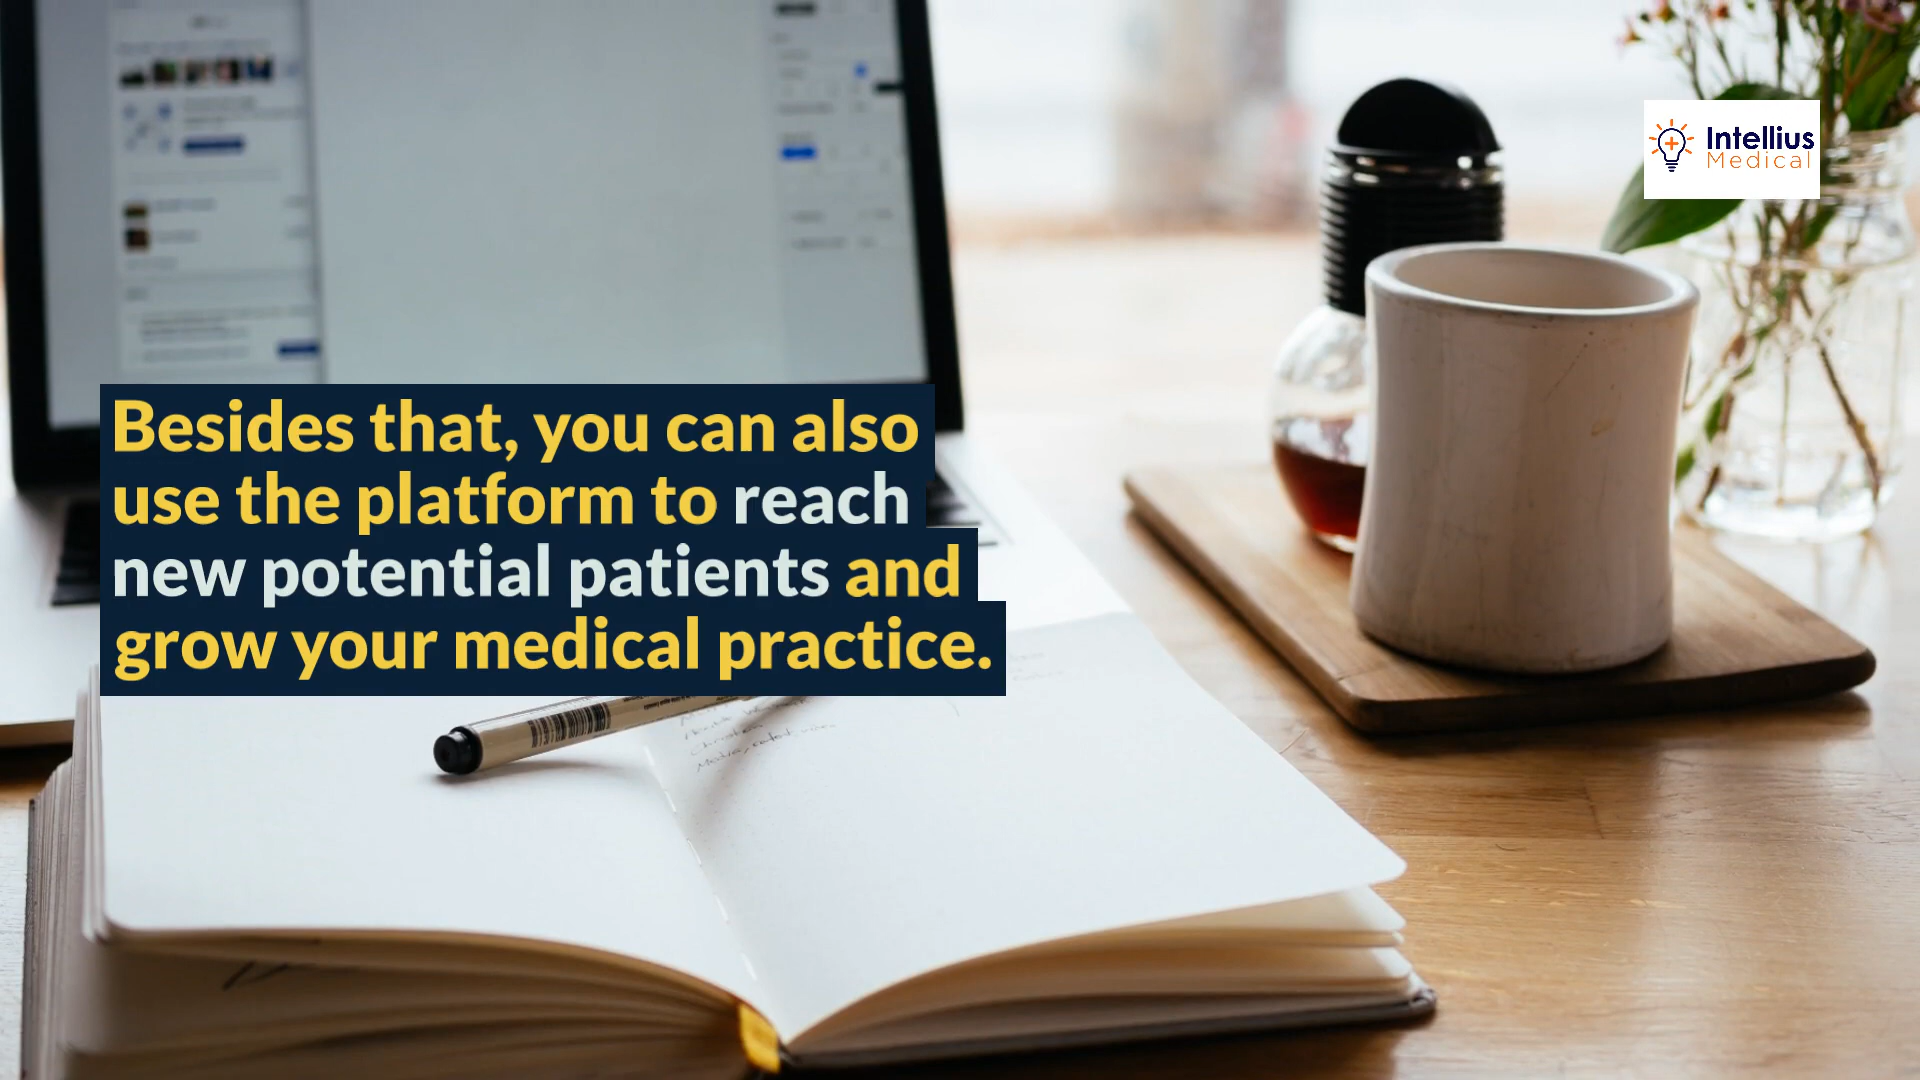 Intellius
Medical
Besides that, you can also
use the platform to reach
new potential patients and
grow your medical practice.